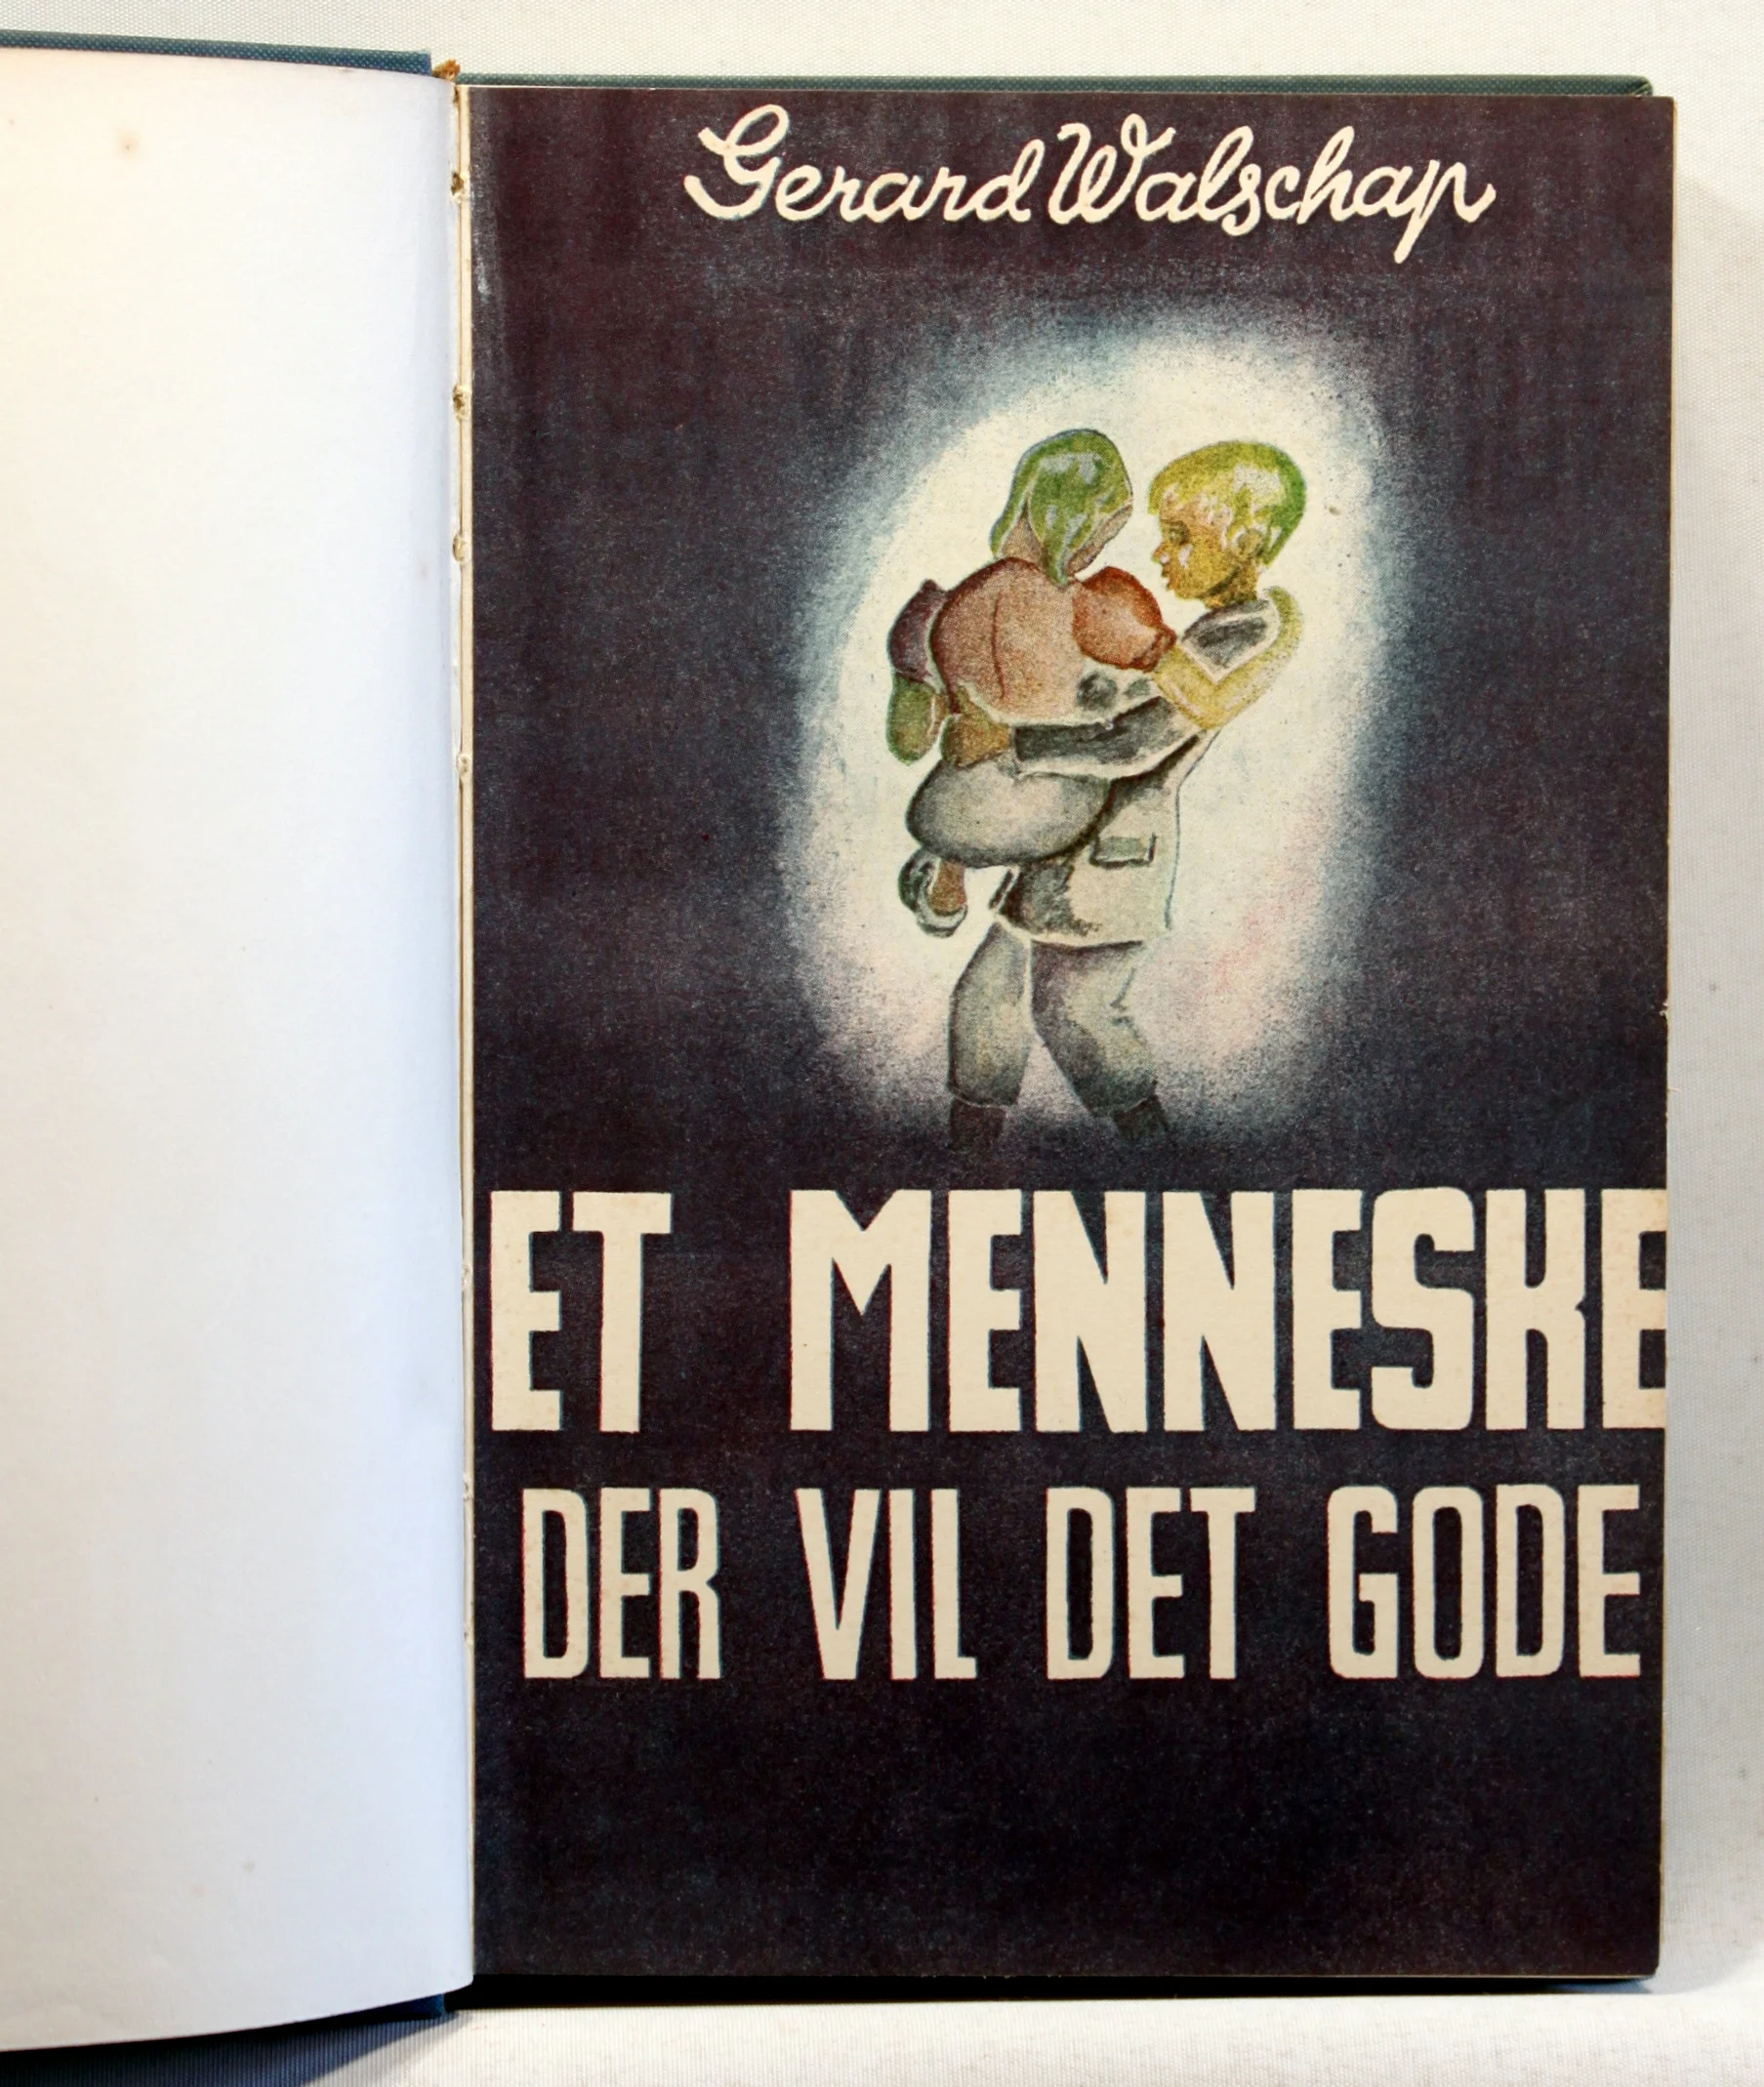 Gerard Walschap
ET MENNESKE
DER VIL DET GODE